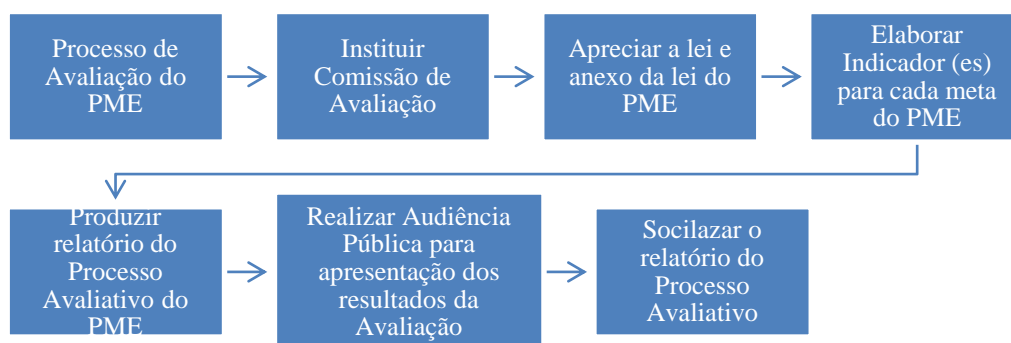 Processo de
Avaliação do
PME
Instituir
Comissão de
Avaliação
Apreciar a lei e
anexo da lei do
PME
Elaborar
Indicador (es)
para cada meta
do PME
Produzir
relatório do
Processo
Avaliativo do
PME
Realizar Audiência
Pública para
apresentação dos
resultados da
Avaliação
Socilazar o
relatório do
Processo
Avaliativo